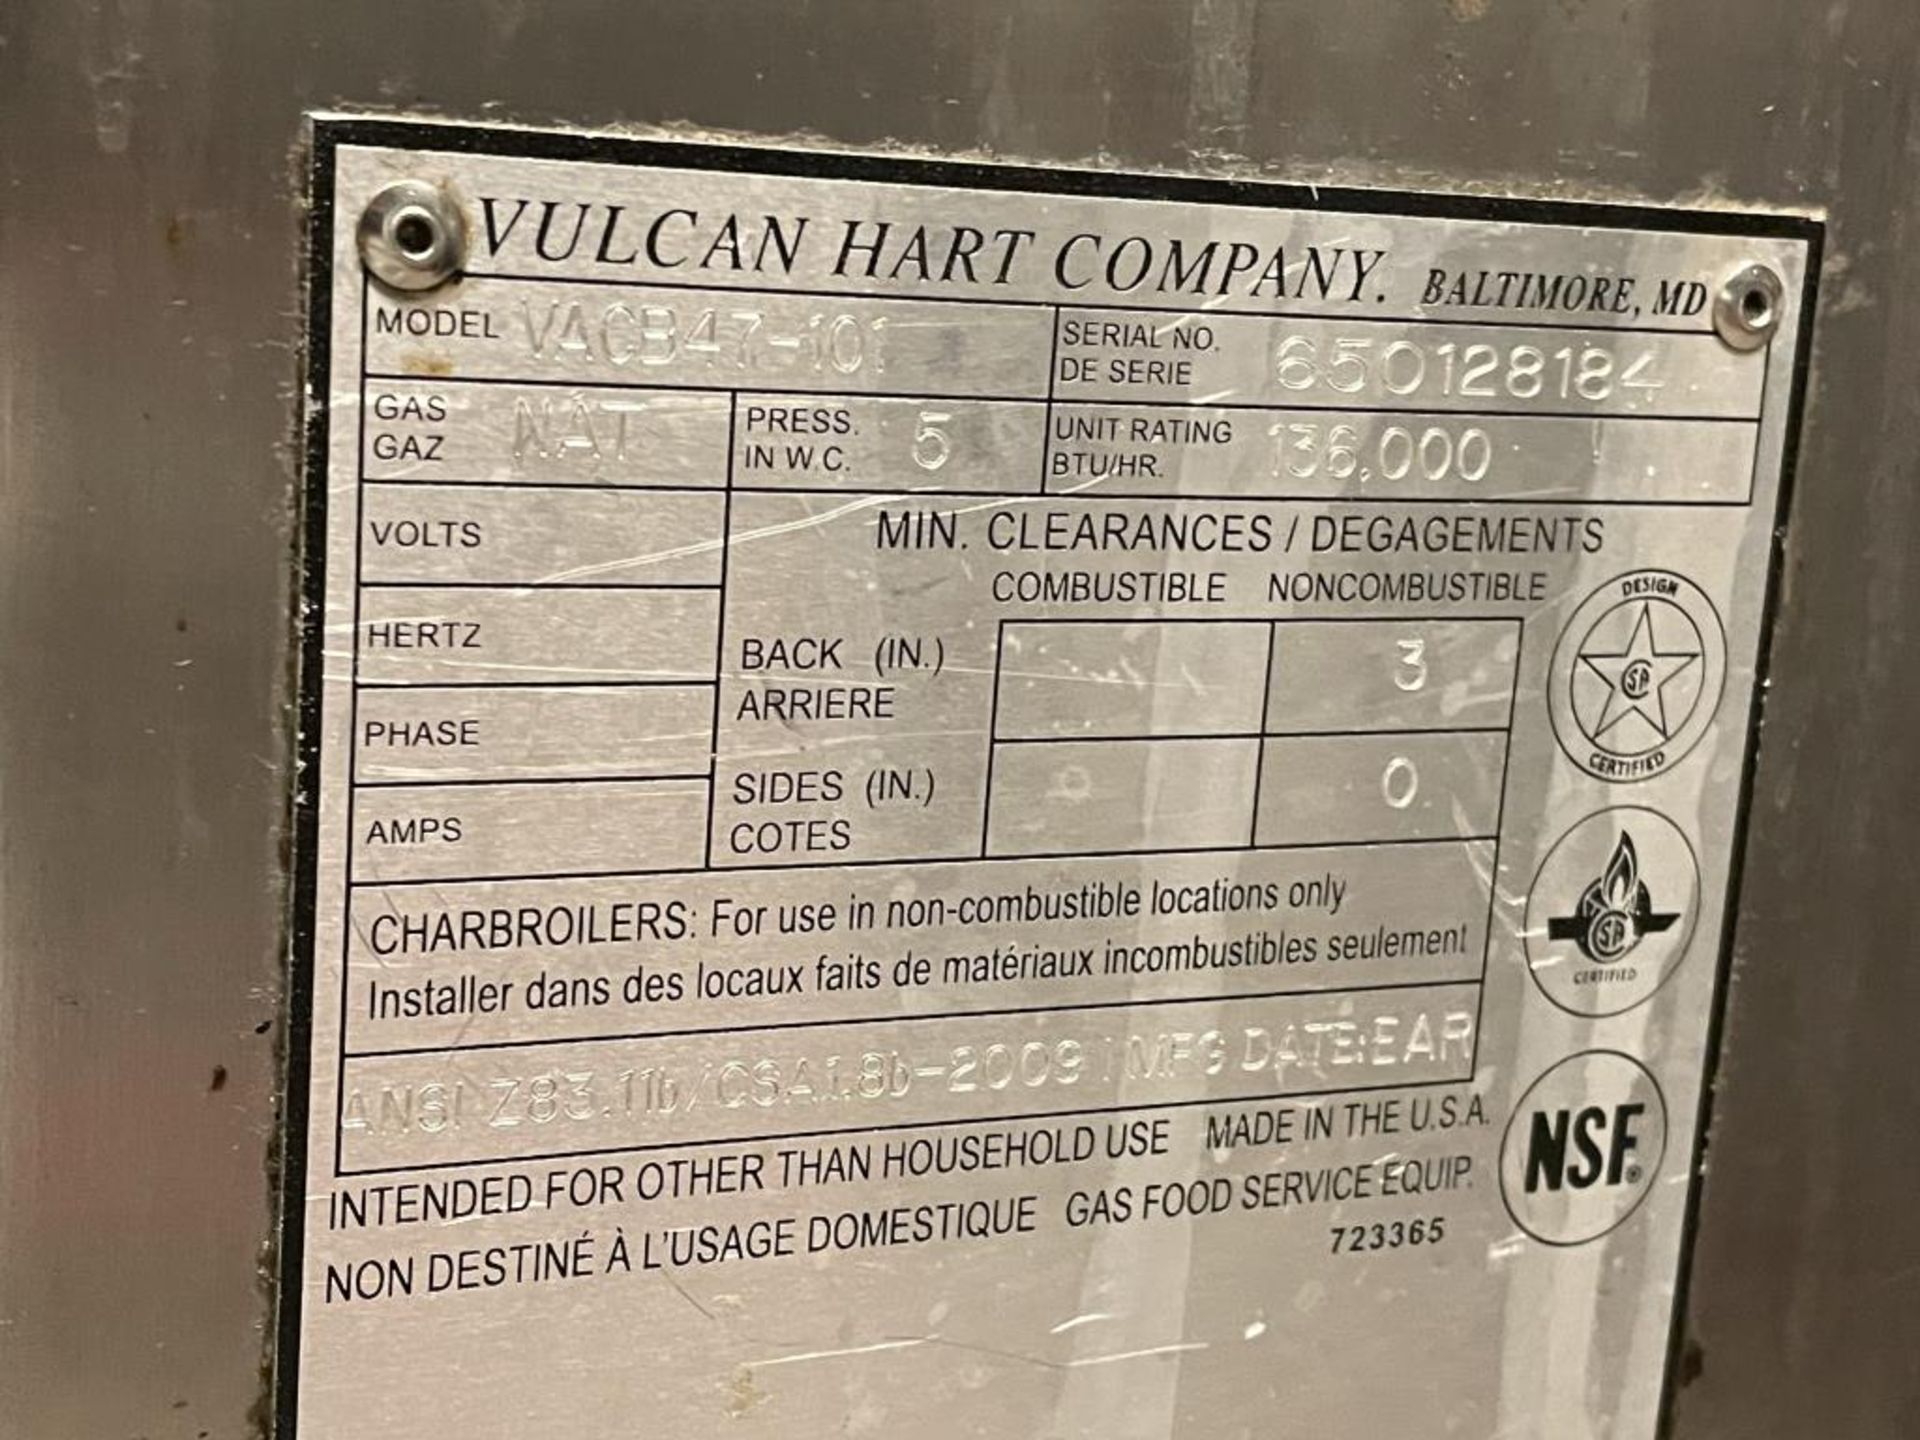 VULCAN HART COMPANY. BALTIMORE, MD
MODEL VACB47-101
SERIAL NO. 650128184
DE SERIE
GAS NAT
GAZ
PRESS. 5
IN W.C.
UNIT RATING 136,000
BTU/HR.
VOLTS
HERTZ
PHASE
AMPS
MIN. CLEARANCES / DEGAGEMENTS
COMBUSTIBLE NONCOMBUSTIBLE
BACK (IN.) 3
ARRIERE
SIDES (IN.) 0
COTES
CHARBROILERS: For use in non-combustible locations only
Installer dans des locaux faits de matériaux incombustibles seulement
ANSI Z83.11b/CSA1.8b-2009 MFG DATE:EAR
INTENDED FOR OTHER THAN HOUSEHOLD USE MADE IN THE U.S.A.
NON DESTINÉ À L'USAGE DOMESTIQUE GAS FOOD SERVICE EQUIP.
723365
DESIGN
SA
CERTIFIED
SA
CERTIFIED
NSF®